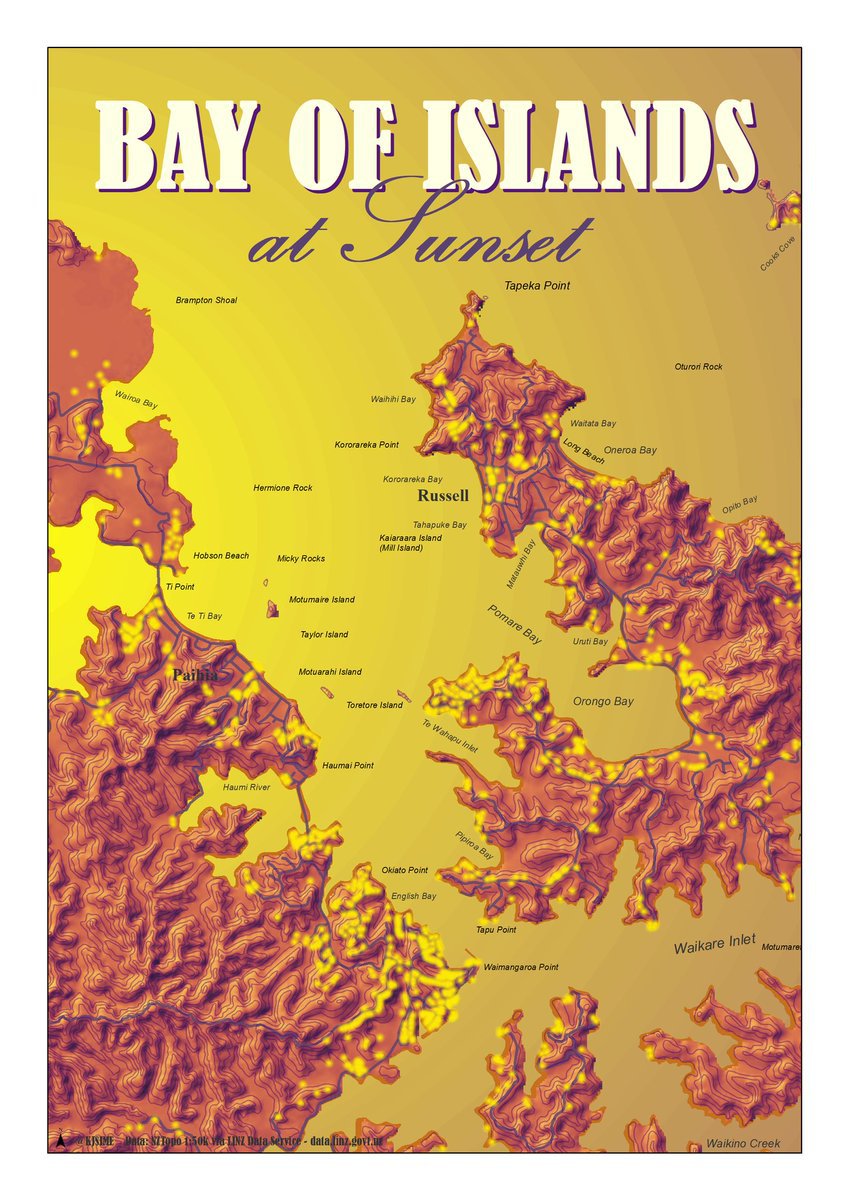 BAY OF ISLANDS
at Sunset
Cooks Cove
Tapeka Point
Brampton Shoal
Oturori Rock
Wairoa Bay
Waihihi Bay
Waitata Bay
Kororareka Point
Long Beach
Oneroa Bay
Kororareka Bay
Hermione Rock
Russell
Opito Bay
Tahapuke Bay
Kaiaraara Island
(Mill Island)
Hobson Beach
Micky Rocks
Matauwhi Bay
Ti Point
Motumaire Island
Te Ti Bay
Pomare Bay
Taylor Island
Uruti Bay
Paihia
Motuarahi Island
Toretore Island
Orongo Bay
Te Wahapu Inlet
Haumai Point
Haumi River
Pipiroa Bay
Okiato Point
English Bay
Tapu Point
Waikare Inlet
Motumare
Waimangaroa Point
@KJSIME Data: NZTopo 1:50k via LINZ Data Service - data.linz.govt.nz
Waikino Creek